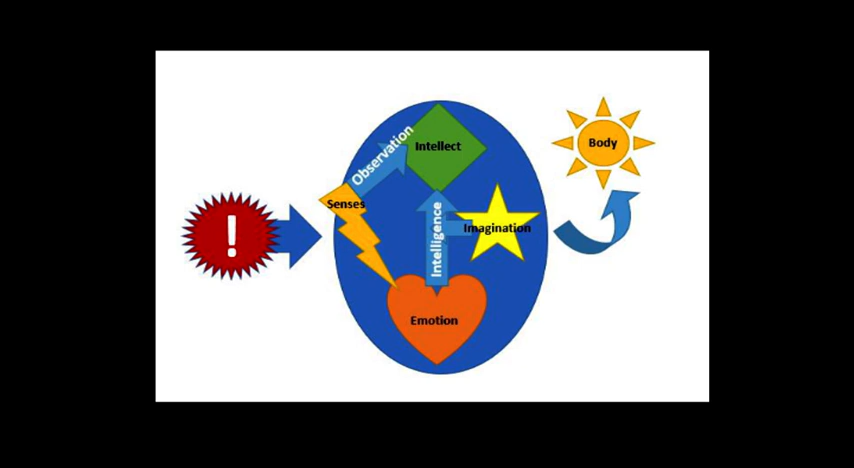 Observation
Intellect
Body
Senses
!
Intelligence
Imagination
Emotion